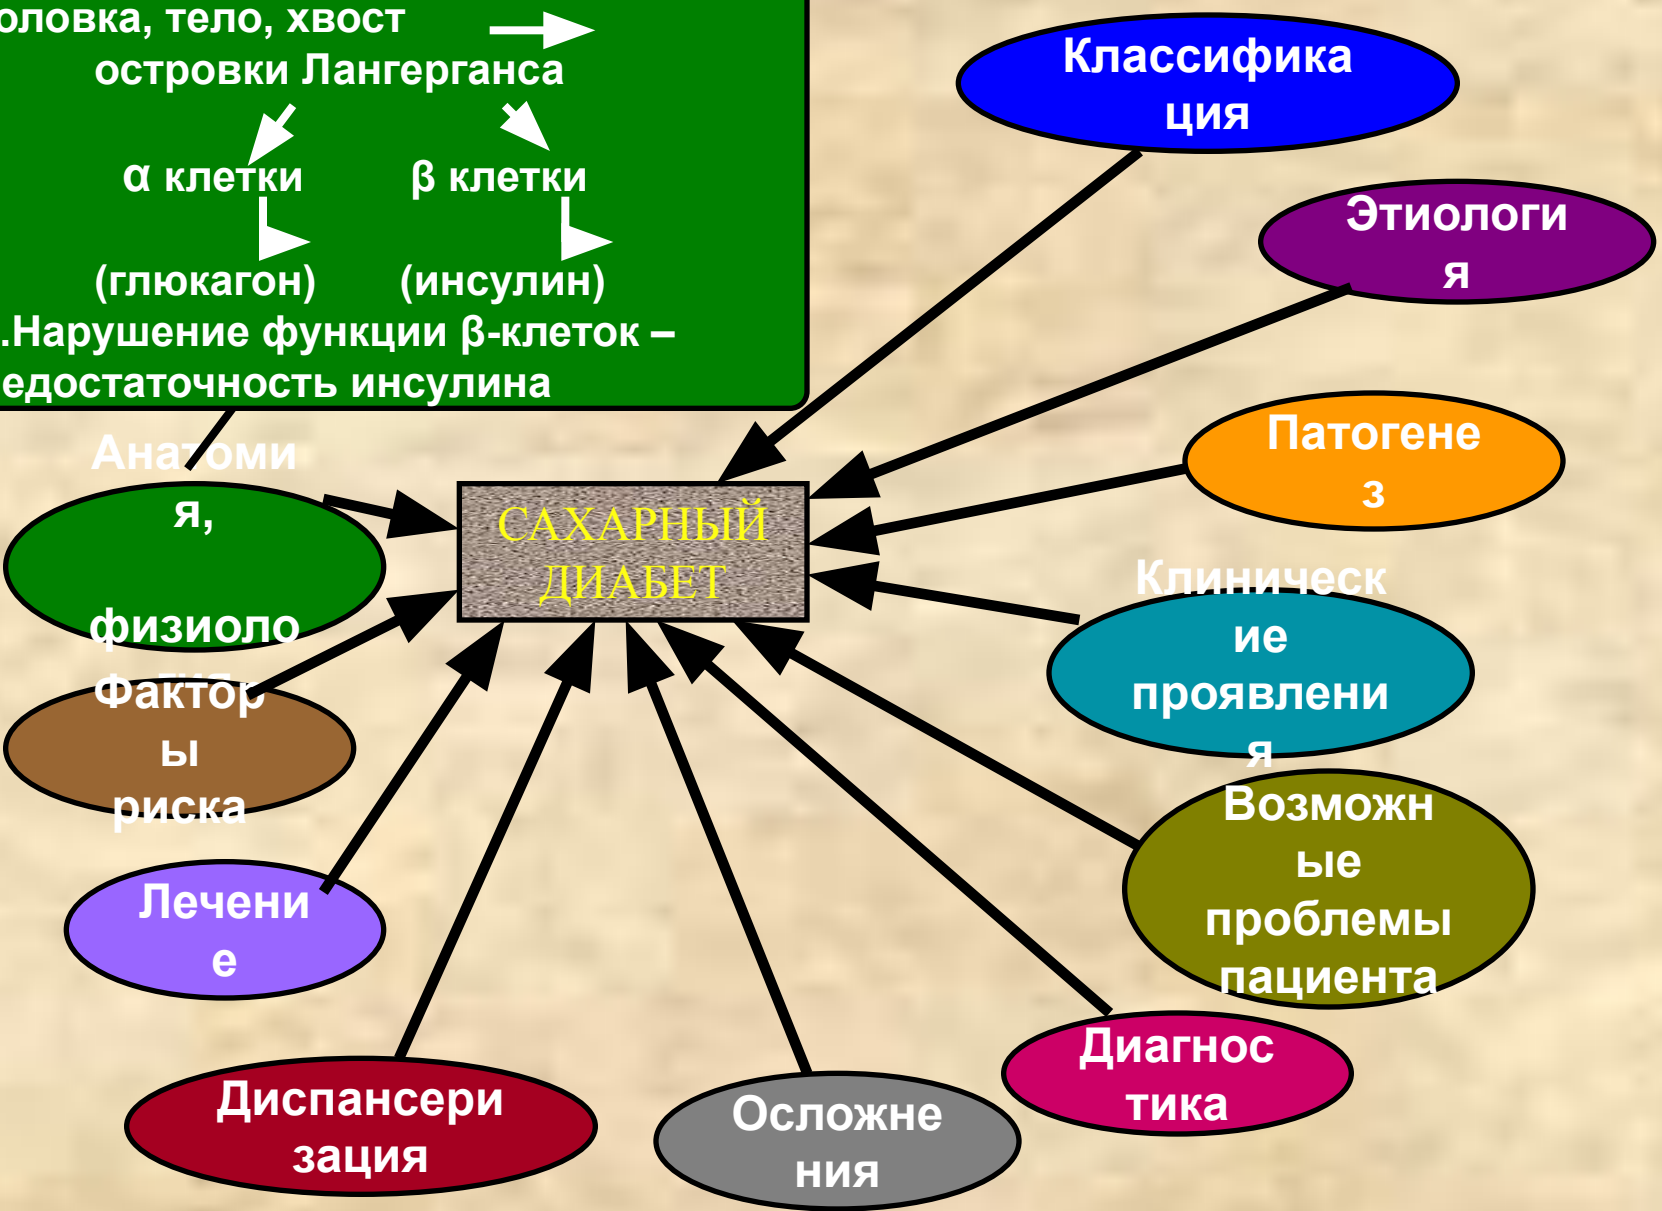 оловка, тело, хвост
островки Лангерганса
α клетки β клетки
(глюкагон) (инсулин)
.Нарушение функции β-клеток –
едостаточность инсулина
Классифика
ция
Этиологи
я
Патогене
з
Клиническ
ие
проявлени
я
Возможн
ые
проблемы
пациента
Диагнос
тика
Осложне
ния
Диспансери
зация
Лечени
е
Фактор
ы
риска
Анатоми
я,
физиоло
САХАРНЫЙ
ДИАБЕТ